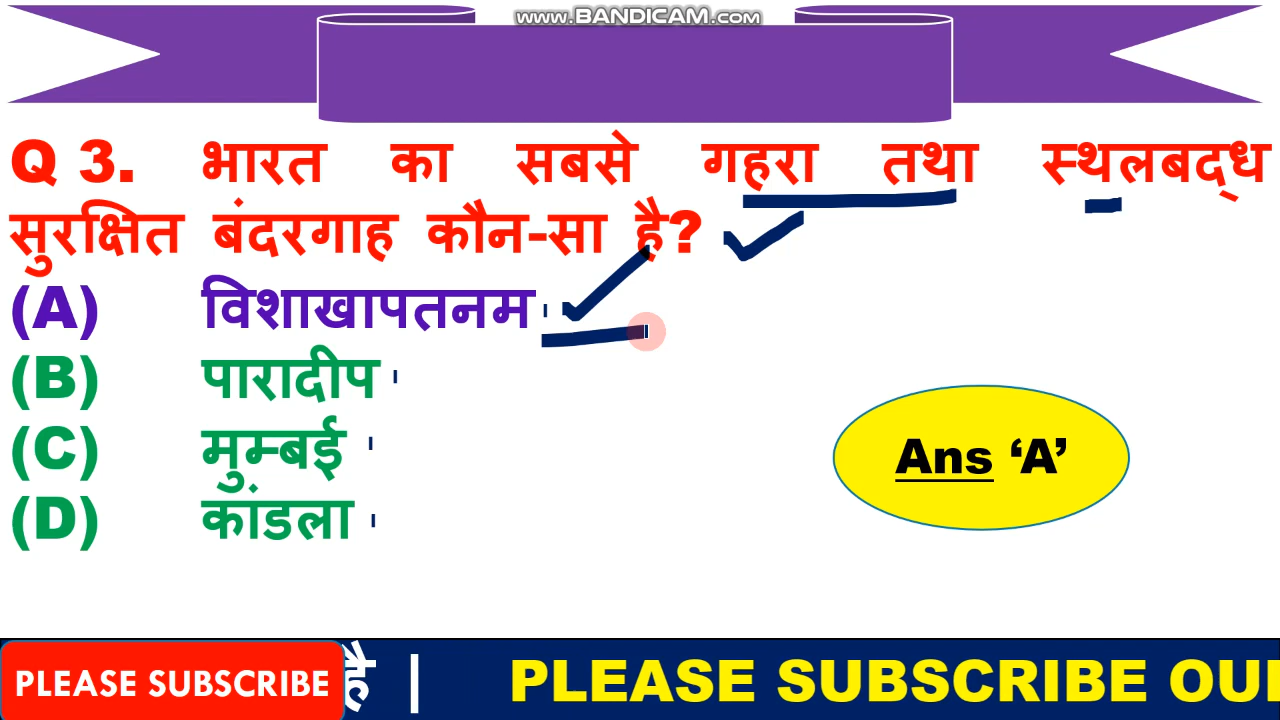 www.BANDICAM.com
Q 3. भारत का सबसे गहरा तथा स्थलबद्ध
सुरक्षित बंदरगाह कौन-सा है?
(A) विशाखापतनम
(B) पारादीप
(C) मुम्बई
(D) कांडला
Ans ‘A’
PLEASE SUBSCRIBE है | PLEASE SUBSCRIBE OUR